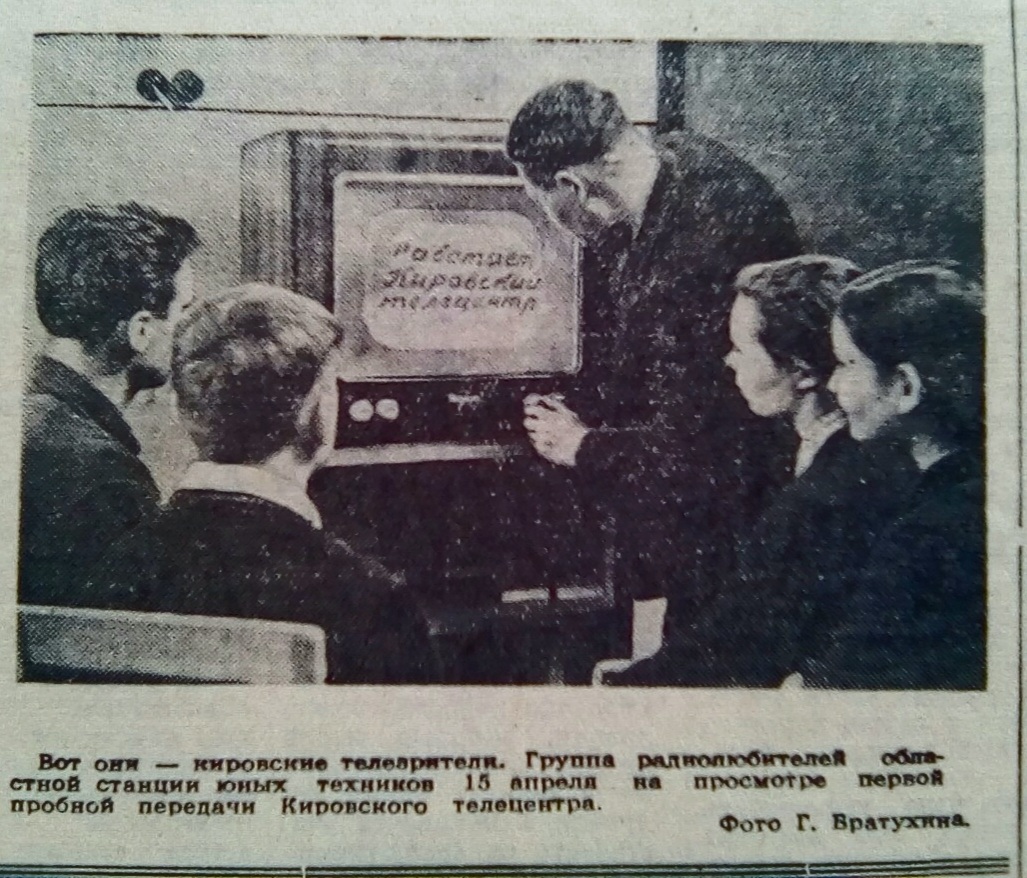 Работает
Кировский
телецентр
Вот они — кировские телезрители. Группа радиолюбителей обла-
стной станции юных техников 15 апреля на просмотре первой
пробной передачи Кировского телецентра.
Фото Г. Вратухина.